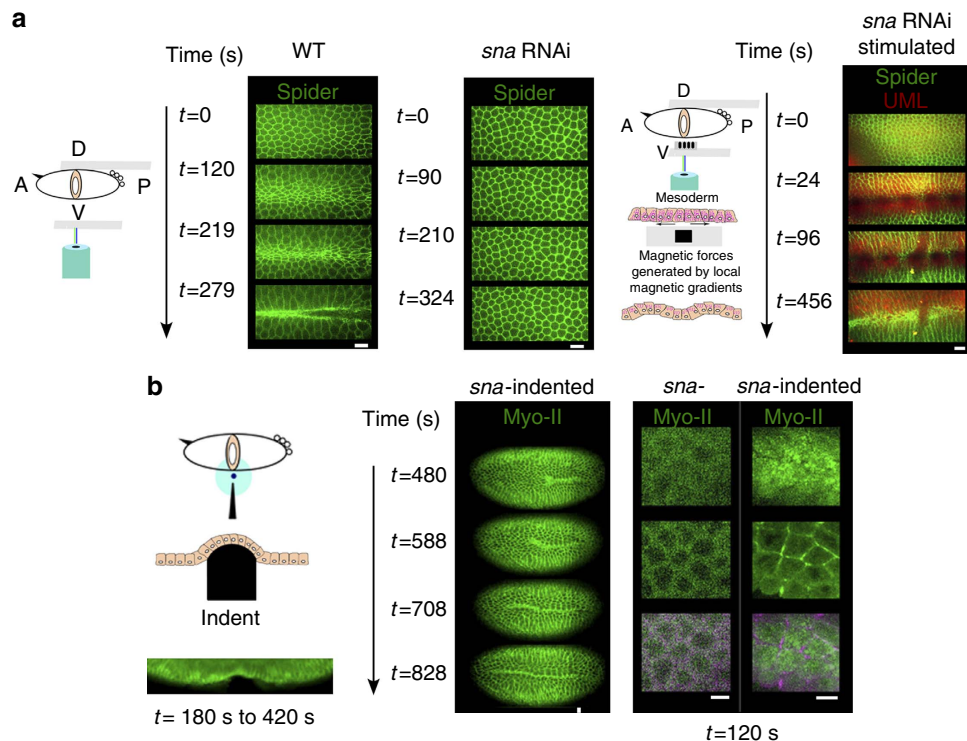 a
Time (s)
WT
Spider
t=0
t=120
t=219
t=279
D
A
P
V
sna RNAi
Spider
t=0
t=90
t=210
t=324
Time (s)
sna RNAi
stimulated
Spider
UML
t=0
t=24
t=96
t=456
D
A
P
V
Mesoderm
Magnetic forces
generated by local
magnetic gradients
b
Indent
t= 180 s to 420 s
Time (s)
sna-indented
Myo-II
t=480
t=588
t=708
t=828
sna-
Myo-II
sna-indented
Myo-II
t=120 s